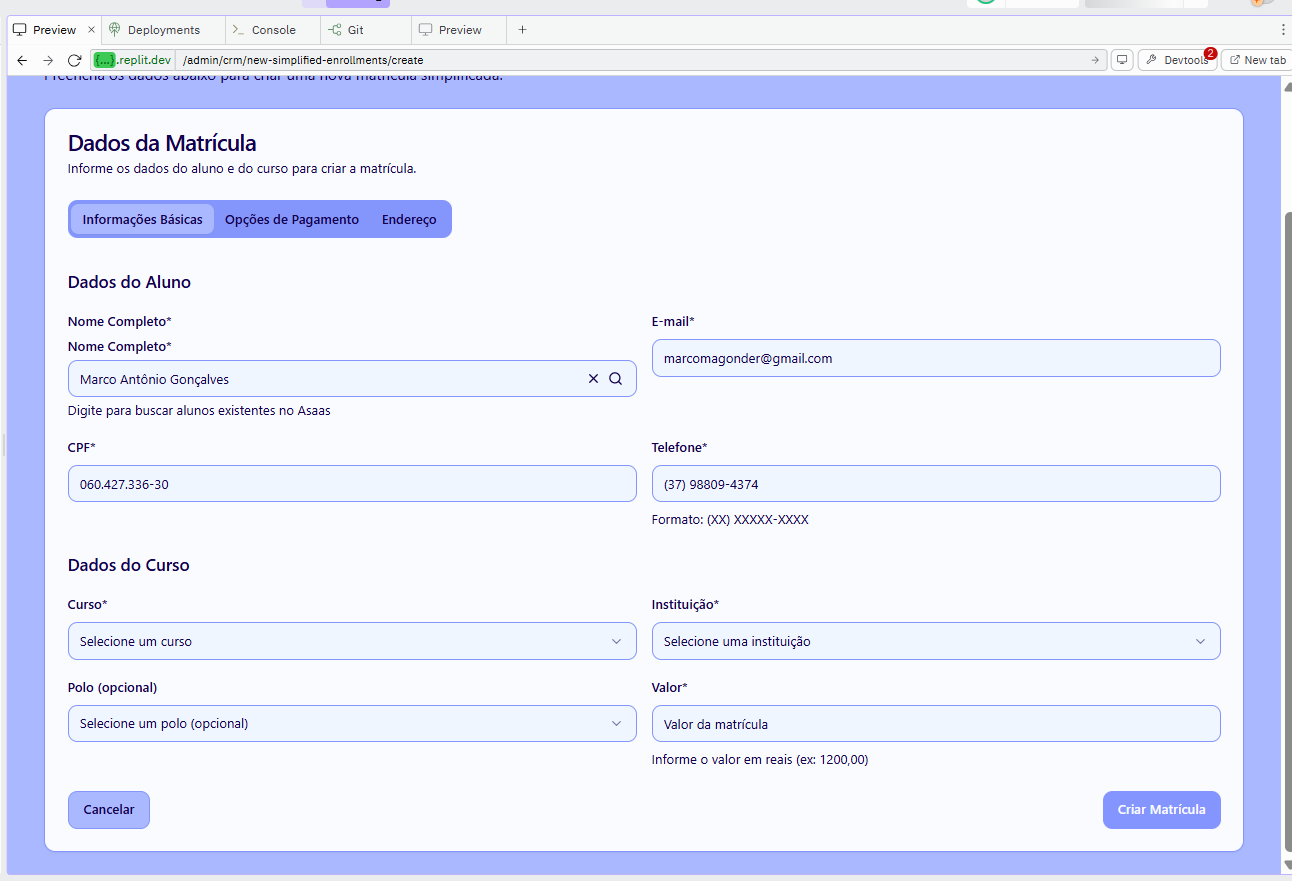 Preview
Deployments
Console
Git
Preview
{...}.replit.dev /admin/crm/new-simplified-enrollments/create
Devtools 2
New tab
Preencha os dados abaixo para criar uma nova matrícula simplificada.
Dados da Matrícula
Informe os dados do aluno e do curso para criar a matrícula.
Informações Básicas Opções de Pagamento Endereço
Dados do Aluno
Nome Completo*
Nome Completo*
Marco Antônio Gonçalves
Digite para buscar alunos existentes no Asaas
E-mail*
marcomagonder@gmail.com
CPF*
060.427.336-30
Telefone*
(37) 98809-4374
Formato: (XX) XXXXX-XXXX
Dados do Curso
Curso*
Selecione um curso
Instituição*
Selecione uma instituição
Polo (opcional)
Selecione um polo (opcional)
Valor*
Valor da matrícula
Informe o valor em reais (ex: 1200,00)
Cancelar
Criar Matrícula